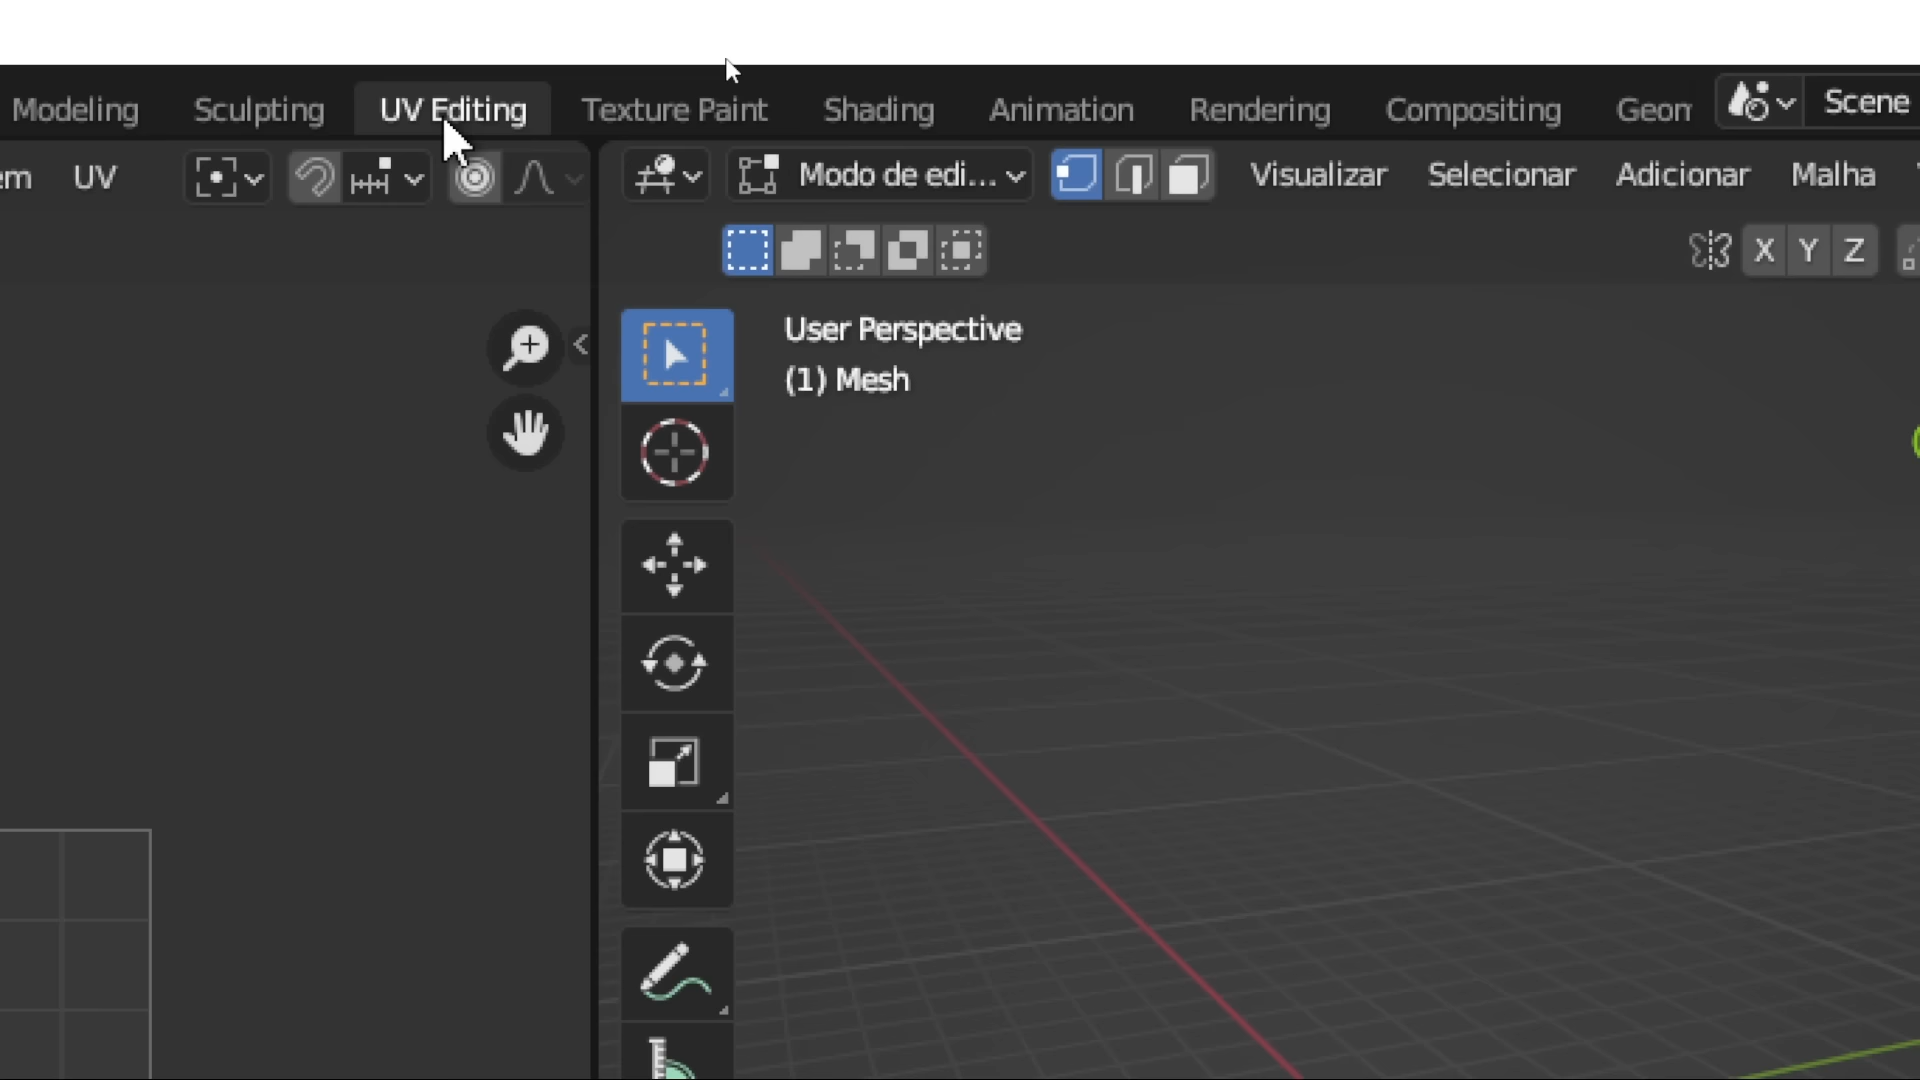 Modeling Sculpting UV Editing Texture Paint Shading Animation Rendering Compositing Geom Scene
em UV Modo de edi... Visualizar Selecionar Adicionar Malha
X Y Z
User Perspective
(1) Mesh